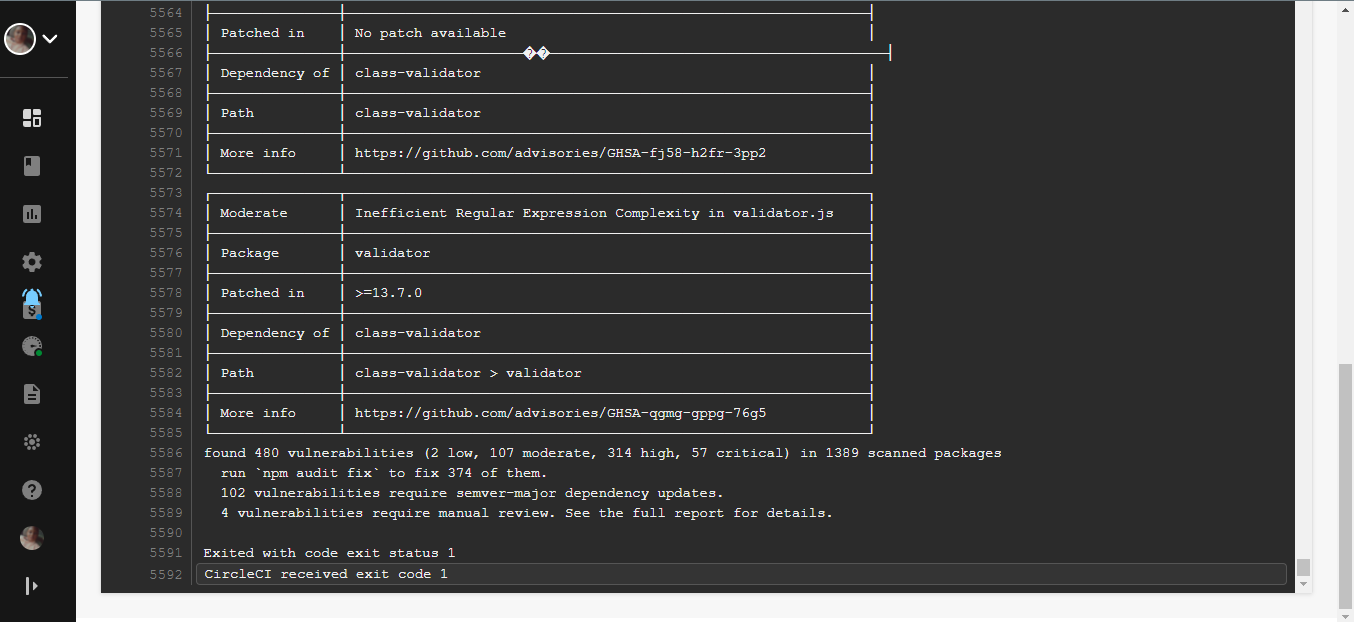 5564
5565 Patched in No patch available
5566 ��
5567 Dependency of class-validator
5568
5569 Path class-validator
5570
5571 More info https://github.com/advisories/GHSA-fj58-h2fr-3pp2
5572
5573
5574 Moderate Inefficient Regular Expression Complexity in validator.js
5575
5576 Package validator
5577
5578 Patched in >=13.7.0
5579
5580 Dependency of class-validator
5581
5582 Path class-validator > validator
5583
5584 More info https://github.com/advisories/GHSA-qgmg-gppg-76g5
5585
5586 found 480 vulnerabilities (2 low, 107 moderate, 314 high, 57 critical) in 1389 scanned packages
5587 run `npm audit fix` to fix 374 of them.
5588 102 vulnerabilities require semver-major dependency updates.
5589 4 vulnerabilities require manual review. See the full report for details.
5590
5591 Exited with code exit status 1
5592 CircleCI received exit code 1